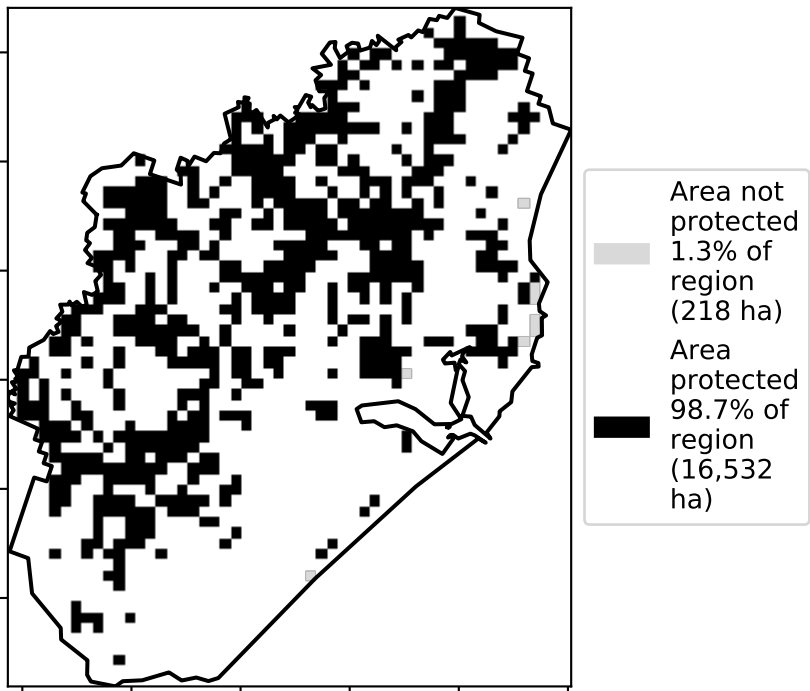 Area not
protected
1.3% of
region
(218 ha)
Area
protected
98.7% of
region
(16,532
ha)